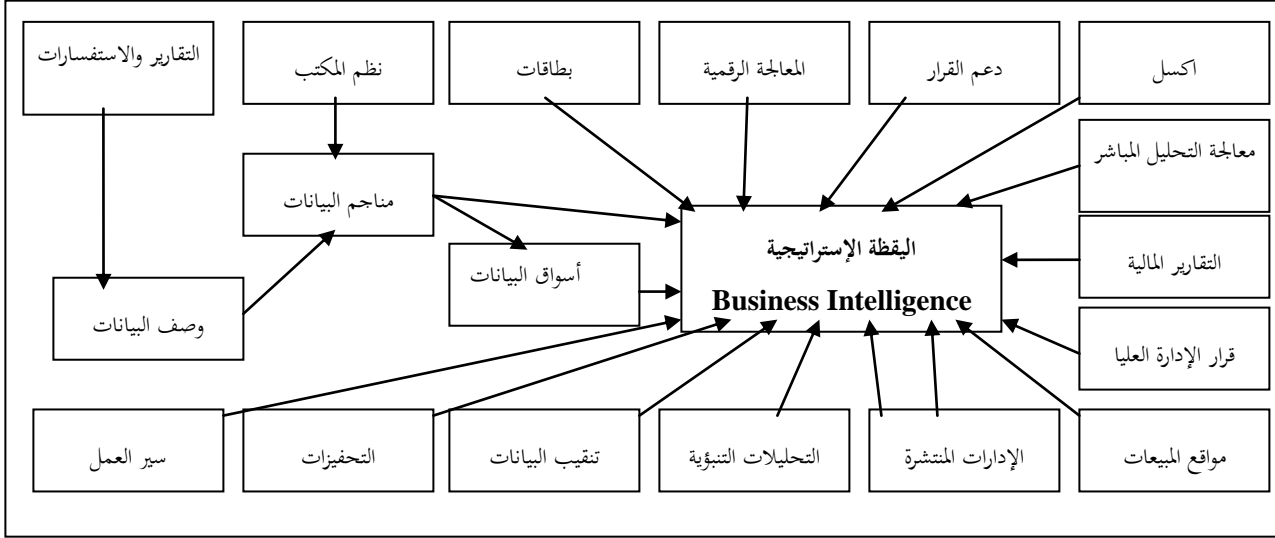 التقارير والاستفسارات
نظم المكتب
بطاقات
المعالجة الرقمية
دعم القرار
اكسل
معالجة التحليل المباشر
مناجم البيانات
اليقظة الإستراتيجية
Business Intelligence
أسواق البيانات
التقارير المالية
وصف البيانات
قرار الإدارة العليا
سير العمل
التحفيزات
تنقيب البيانات
التحليلات التنبؤية
الإدارات المنتشرة
مواقع المبيعات